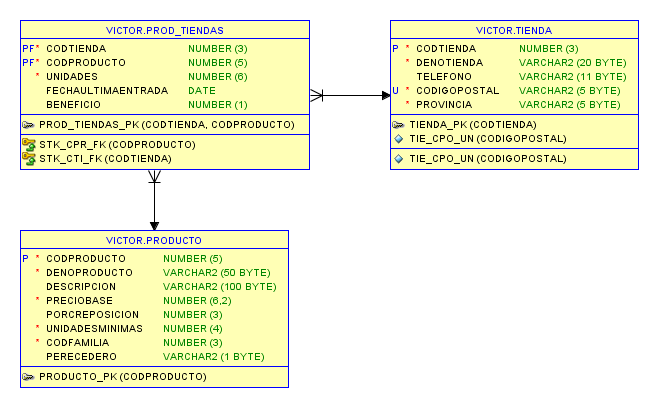 VICTOR.PROD_TIENDAS
PF* CODTIENDA NUMBER (3)
PF* CODPRODUCTO NUMBER (5)
* UNIDADES NUMBER (6)
FECHAULTIMAENTRADA DATE
BENEFICIO NUMBER (1)
PROD_TIENDAS_PK (CODTIENDA, CODPRODUCTO)
STK_CPR_FK (CODPRODUCTO)
STK_CTI_FK (CODTIENDA)
VICTOR.TIENDA
P * CODTIENDA NUMBER (3)
* DENOTIENDA VARCHAR2 (20 BYTE)
TELEFONO VARCHAR2 (11 BYTE)
U * CODIGOPOSTAL VARCHAR2 (5 BYTE)
* PROVINCIA VARCHAR2 (5 BYTE)
TIENDA_PK (CODTIENDA)
TIE_CPO_UN (CODIGOPOSTAL)
TIE_CPO_UN (CODIGOPOSTAL)
VICTOR.PRODUCTO
P * CODPRODUCTO NUMBER (5)
* DENOPRODUCTO VARCHAR2 (50 BYTE)
DESCRIPCION VARCHAR2 (100 BYTE)
* PRECIOBASE NUMBER (6,2)
PORCREPOSICION NUMBER (3)
* UNIDADESMINIMAS NUMBER (4)
* CODFAMILIA NUMBER (3)
PERECEDERO VARCHAR2 (1 BYTE)
PRODUCTO_PK (CODPRODUCTO)